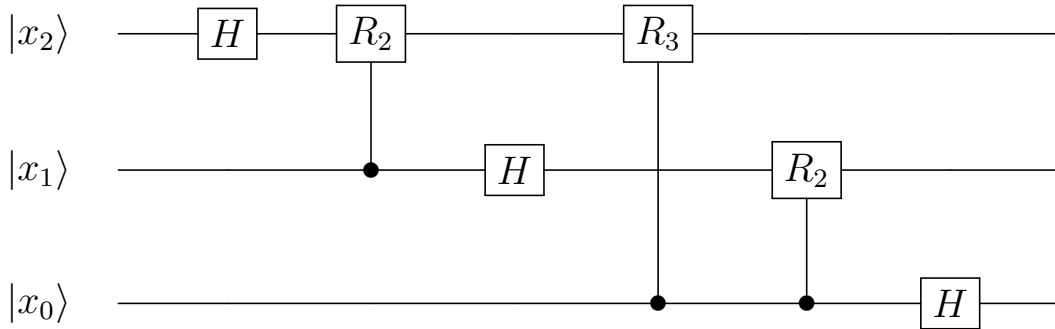 |x₂⟩ H R₂ R₃
|x₁⟩ H R₂
|x₀⟩ H